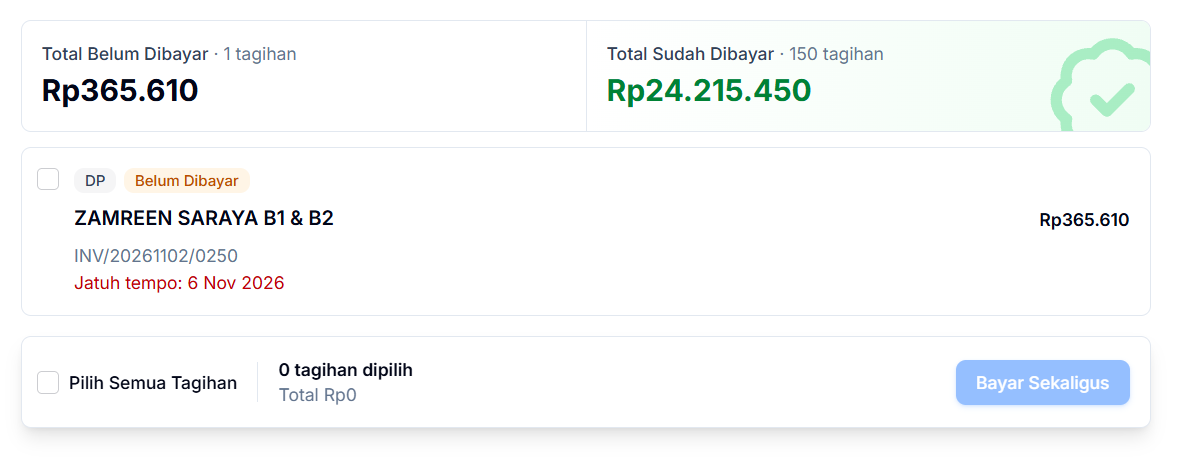 Total Belum Dibayar · 1 tagihan
Rp365.610
Total Sudah Dibayar · 150 tagihan
Rp24.215.450
DP
Belum Dibayar
ZAMREEN SARAYA B1 & B2
Rp365.610
INV/20261102/0250
Jatuh tempo: 6 Nov 2026
Pilih Semua Tagihan
0 tagihan dipilih
Total Rp0
Bayar Sekaligus